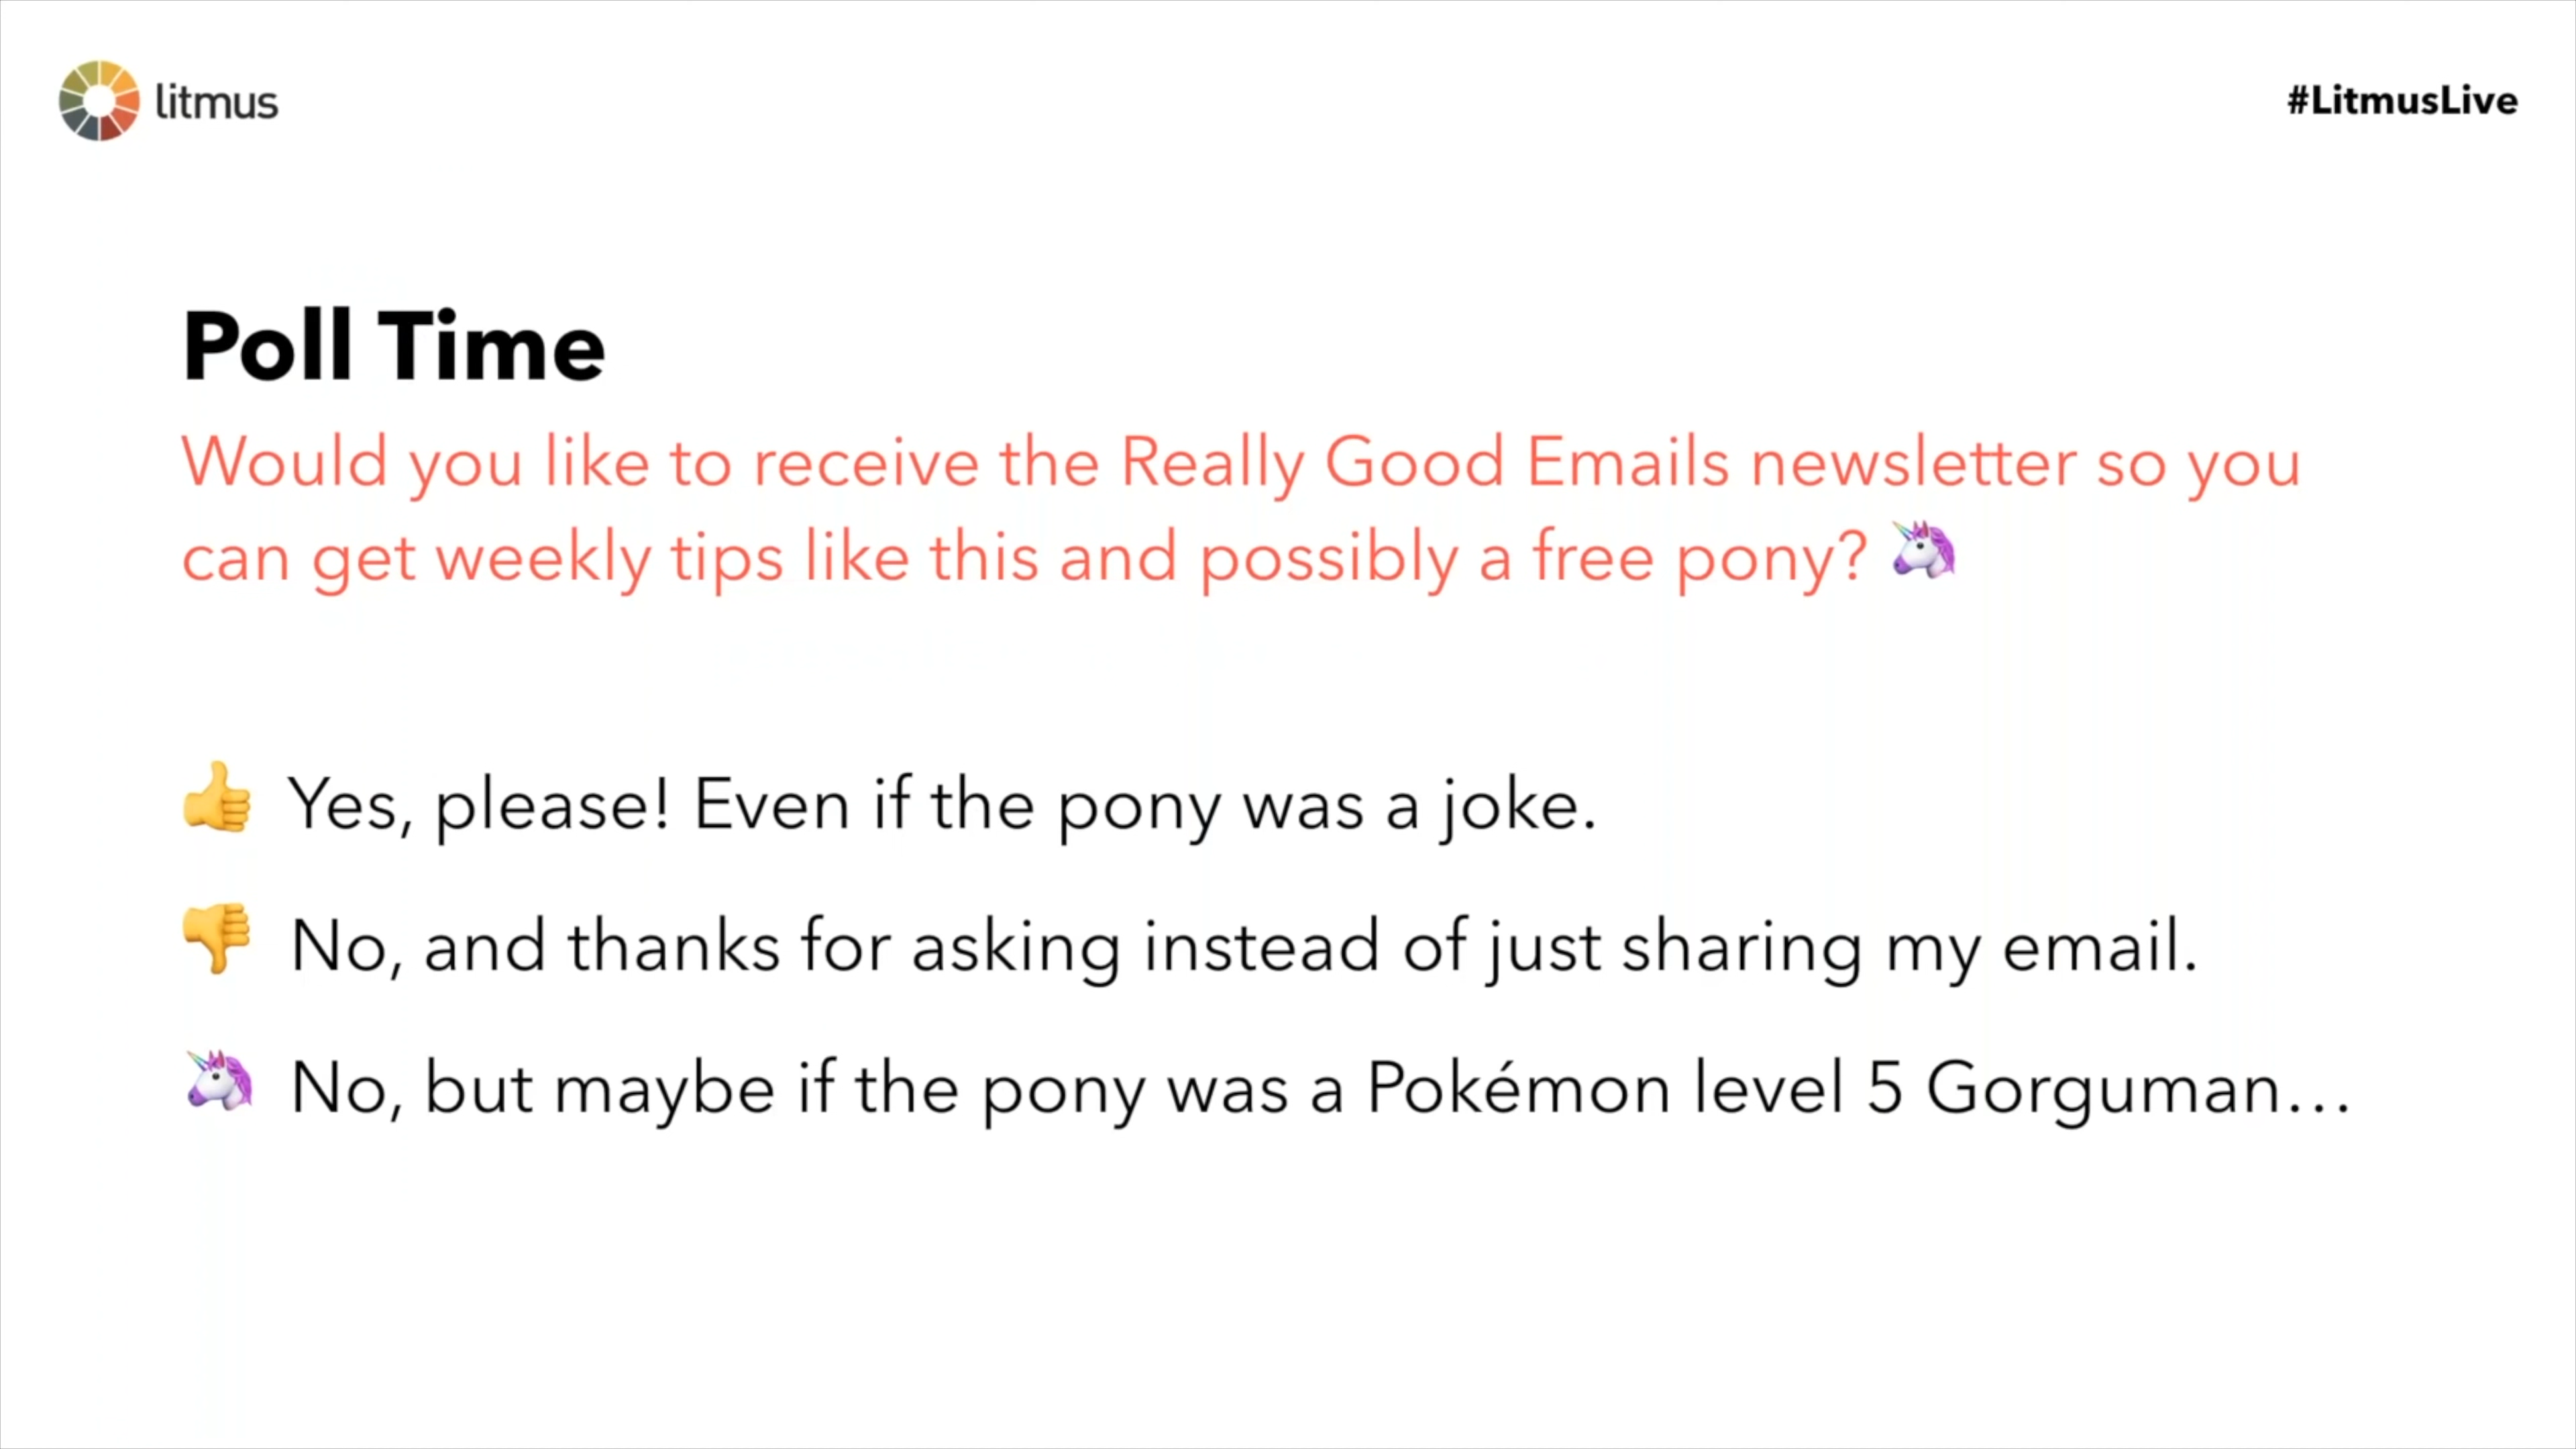 litmus
#LitmusLive
Poll Time
Would you like to receive the Really Good Emails newsletter so you
can get weekly tips like this and possibly a free pony? 🦄
👍 Yes, please! Even if the pony was a joke.
👎 No, and thanks for asking instead of just sharing my email.
🦄 No, but maybe if the pony was a Pokémon level 5 Gorguman...